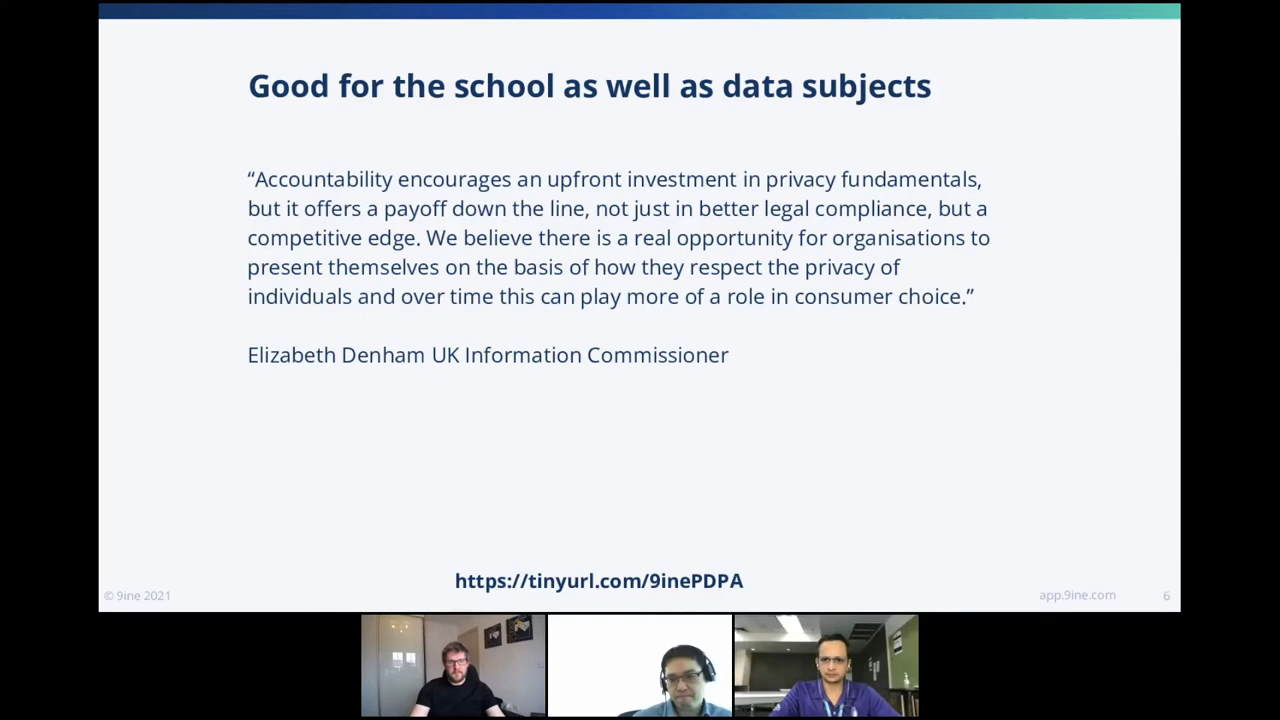 Good for the school as well as data subjects
“Accountability encourages an upfront investment in privacy fundamentals,
but it offers a payoff down the line, not just in better legal compliance, but a
competitive edge. We believe there is a real opportunity for organisations to
present themselves on the basis of how they respect the privacy of
individuals and over time this can play more of a role in consumer choice.”
Elizabeth Denham UK Information Commissioner
https://tinyurl.com/9inePDPA
© 9ine 2021
app.9ine.com
6